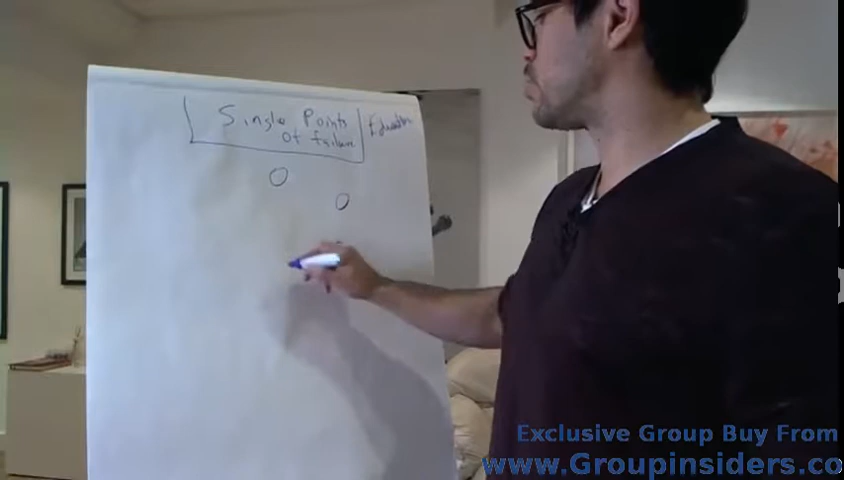 Single Points
of failure
Education
Exclusive Group Buy From
www.Groupinsiders.co